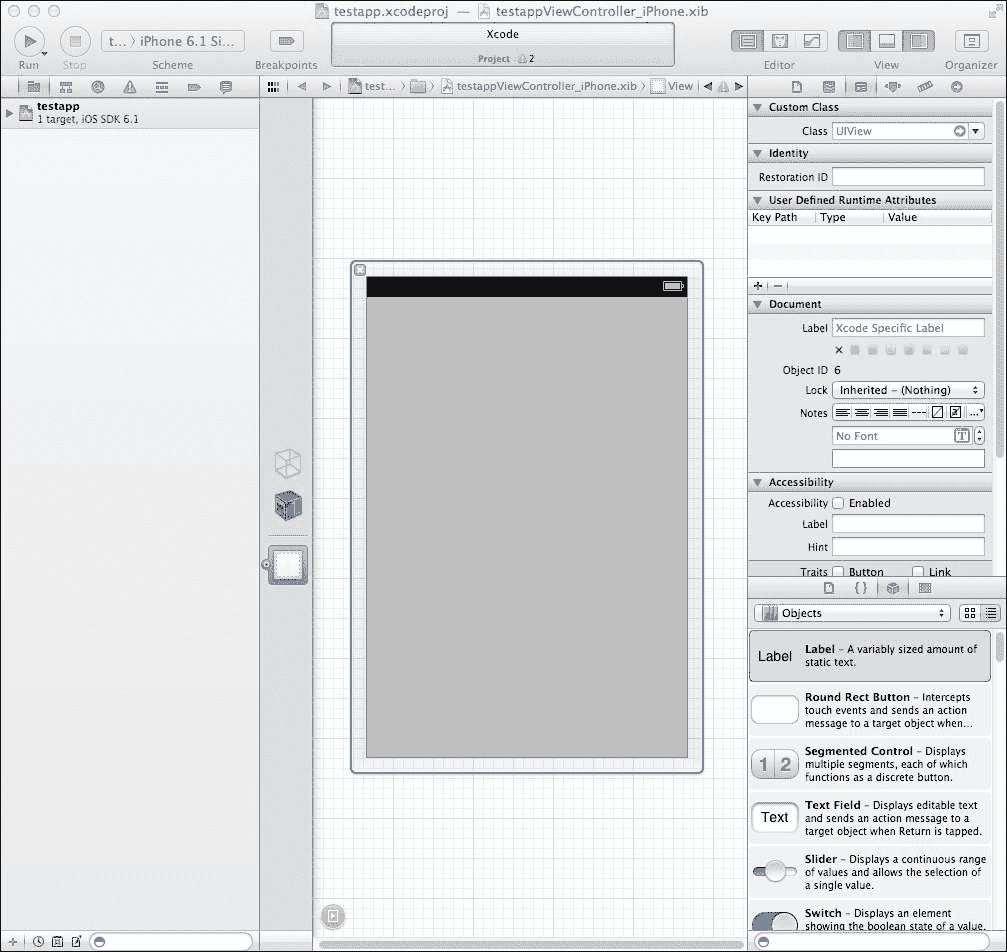 testapp.xcodeproj — testappViewController_iPhone.xib
Run
Stop
t... 〉 iPhone 6.1 Si...
Scheme
Breakpoints
Xcode
Project 2
Editor
View
Organizer
test... 〉 〉 testappViewController_iPhone.xib 〉 View
testapp
1 target, iOS SDK 6.1
Custom Class
Class UIView
Identity
Restoration ID
User Defined Runtime Attributes
Key Path Type Value
Document
Label Xcode Specific Label
Object ID 6
Lock Inherited – (Nothing)
Notes
No Font
Accessibility
Accessibility Enabled
Label
Hint
Traits Button Link
Objects
Label
Label – A variably sized amount of
static text.
Round Rect Button – Intercepts
touch events and sends an action
message to a target object when...
1 2
Segmented Control – Displays
multiple segments, each of which
functions as a discrete button.
Text
Text Field – Displays editable text
and sends an action message to a
target object when Return is tapped.
Slider – Displays a continuous range
of values and allows the selection of
a single value.
Switch – Displays an element
showing the boolean state of a value.